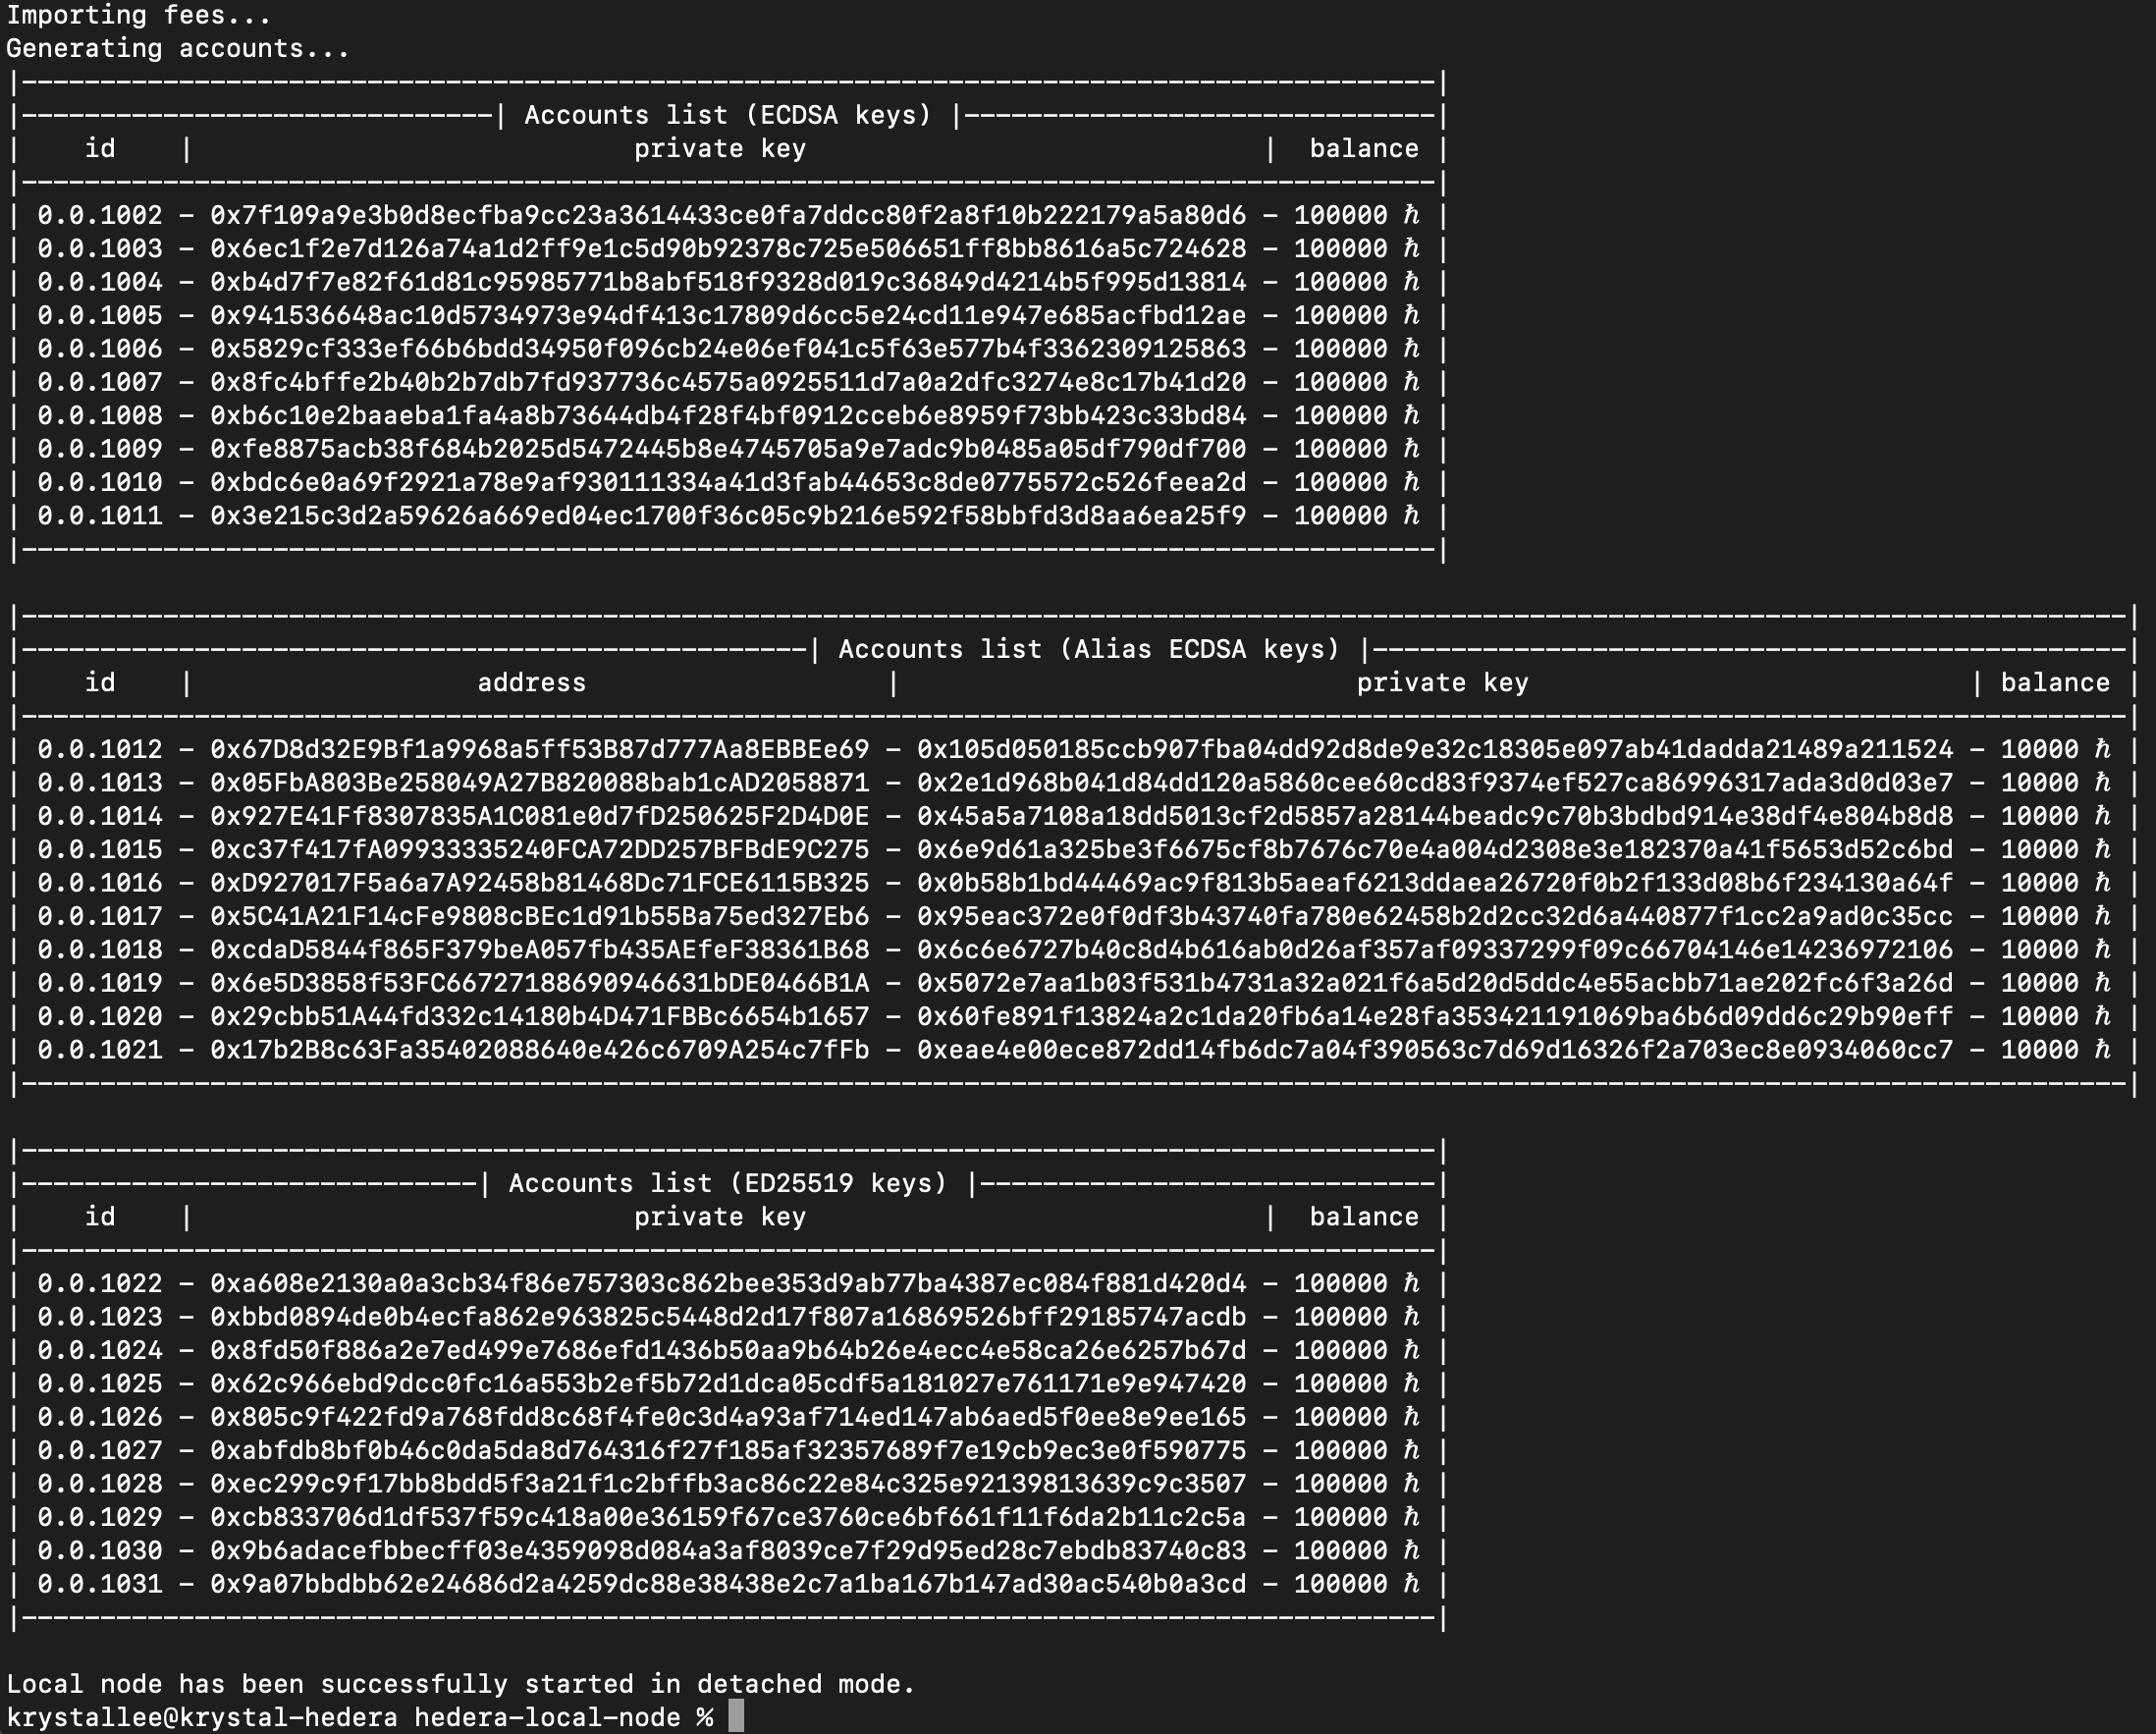 Importing fees...
Generating accounts...
|------------------------------------------------------------------------------------------|
|------------------------------| Accounts list (ECDSA keys) |------------------------------|
|    id    |                            private key                             |  balance |
|------------------------------------------------------------------------------------------|
| 0.0.1002 - 0x7f109a9e3b0d8ecfba9cc23a3614433ce0fa7ddcc80f2a8f10b222179a5a80d6 - 100000 ℏ |
| 0.0.1003 - 0x6ec1f2e7d126a74a1d2ff9e1c5d90b92378c725e506651ff8bb8616a5c724628 - 100000 ℏ |
| 0.0.1004 - 0xb4d7f7e82f61d81c95985771b8abf518f9328d019c36849d4214b5f995d13814 - 100000 ℏ |
| 0.0.1005 - 0x941536648ac10d5734973e94df413c17809d6cc5e24cd11e947e685acfbd12ae - 100000 ℏ |
| 0.0.1006 - 0x5829cf333ef66b6bdd34950f096cb24e06ef041c5f63e577b4f3362309125863 - 100000 ℏ |
| 0.0.1007 - 0x8fc4bffe2b40b2b7db7fd937736c4575a0925511d7a0a2dfc3274e8c17b41d20 - 100000 ℏ |
| 0.0.1008 - 0xb6c10e2baaeba1fa4a8b73644db4f28f4bf0912cceb6e8959f73bb423c33bd84 - 100000 ℏ |
| 0.0.1009 - 0xfe8875acb38f684b2025d5472445b8e4745705a9e7adc9b0485a05df790df700 - 100000 ℏ |
| 0.0.1010 - 0xbdc6e0a69f2921a78e9af930111334a41d3fab44653c8de0775572c526feea2d - 100000 ℏ |
| 0.0.1011 - 0x3e215c3d2a59626a669ed04ec1700f36c05c9b216e592f58bbfd3d8aa6ea25f9 - 100000 ℏ |
|------------------------------------------------------------------------------------------|
|--------------------------------------------------------------------------------------------------------------------------------------|
|--------------------------------------------------| Accounts list (Alias ECDSA keys) |------------------------------------------------|
|    id    |                  address                   |                             private key                            | balance |
|--------------------------------------------------------------------------------------------------------------------------------------|
| 0.0.1012 - 0x67D8d32E9Bf1a9968a5ff53B87d777Aa8EBBEe69 - 0x105d050185ccb907fba04dd92d8de9e32c18305e097ab41dadda21489a211524 - 10000 ℏ |
| 0.0.1013 - 0x05FbA803Be258049A27B820088bab1cAD2058871 - 0x2e1d968b041d84dd120a5860cee60cd83f9374ef527ca86996317ada3d0d03e7 - 10000 ℏ |
| 0.0.1014 - 0x927E41Ff8307835A1C081e0d7fD250625F2D4D0E - 0x45a5a7108a18dd5013cf2d5857a28144beadc9c70b3bdbd914e38df4e804b8d8 - 10000 ℏ |
| 0.0.1015 - 0xc37f417fA09933335240FCA72DD257BFBdE9C275 - 0x6e9d61a325be3f6675cf8b7676c70e4a004d2308e3e182370a41f5653d52c6bd - 10000 ℏ |
| 0.0.1016 - 0xD927017F5a6a7A92458b81468Dc71FCE6115B325 - 0x0b58b1bd44469ac9f813b5aeaf6213ddaea26720f0b2f133d08b6f234130a64f - 10000 ℏ |
| 0.0.1017 - 0x5C41A21F14cFe9808cBEc1d91b55Ba75ed327Eb6 - 0x95eac372e0f0df3b43740fa780e62458b2d2cc32d6a440877f1cc2a9ad0c35cc - 10000 ℏ |
| 0.0.1018 - 0xcdaD5844f865F379beA057fb435AEfeF38361B68 - 0x6c6e6727b40c8d4b616ab0d26af357af09337299f09c66704146e14236972106 - 10000 ℏ |
| 0.0.1019 - 0x6e5D3858f53FC66727188690946631bDE0466B1A - 0x5072e7aa1b03f531b4731a32a021f6a5d20d5ddc4e55acbb71ae202fc6f3a26d - 10000 ℏ |
| 0.0.1020 - 0x29cbb51A44fd332c14180b4D471FBBc6654b1657 - 0x60fe891f13824a2c1da20fb6a14e28fa353421191069ba6b6d09dd6c29b90eff - 10000 ℏ |
| 0.0.1021 - 0x17b2B8c63Fa35402088640e426c6709A254c7fFb - 0xeae4e00ece872dd14fb6dc7a04f390563c7d69d16326f2a703ec8e0934060cc7 - 10000 ℏ |
|--------------------------------------------------------------------------------------------------------------------------------------|
|------------------------------------------------------------------------------------------|
|-----------------------------| Accounts list (ED25519 keys) |-----------------------------|
|    id    |                            private key                             |  balance |
|------------------------------------------------------------------------------------------|
| 0.0.1022 - 0xa608e2130a0a3cb34f86e757303c862bee353d9ab77ba4387ec084f881d420d4 - 100000 ℏ |
| 0.0.1023 - 0xbbd0894de0b4ecfa862e963825c5448d2d17f807a16869526bff29185747acdb - 100000 ℏ |
| 0.0.1024 - 0x8fd50f886a2e7ed499e7686efd1436b50aa9b64b26e4ecc4e58ca26e6257b67d - 100000 ℏ |
| 0.0.1025 - 0x62c966ebd9dcc0fc16a553b2ef5b72d1dca05cdf5a181027e761171e9e947420 - 100000 ℏ |
| 0.0.1026 - 0x805c9f422fd9a768fdd8c68f4fe0c3d4a93af714ed147ab6aed5f0ee8e9ee165 - 100000 ℏ |
| 0.0.1027 - 0xabfdb8bf0b46c0da5da8d764316f27f185af32357689f7e19cb9ec3e0f590775 - 100000 ℏ |
| 0.0.1028 - 0xec299c9f17bb8bdd5f3a21f1c2bffb3ac86c22e84c325e92139813639c9c3507 - 100000 ℏ |
| 0.0.1029 - 0xcb833706d1df537f59c418a00e36159f67ce3760ce6bf661f11f6da2b11c2c5a - 100000 ℏ |
| 0.0.1030 - 0x9b6adacefbbecff03e4359098d084a3af8039ce7f29d95ed28c7ebdb83740c83 - 100000 ℏ |
| 0.0.1031 - 0x9a07bbdbb62e24686d2a4259dc88e38438e2c7a1ba167b147ad30ac540b0a3cd - 100000 ℏ |
|------------------------------------------------------------------------------------------|
Local node has been successfully started in detached mode.
krystallee@krystal-hedera hedera-local-node %